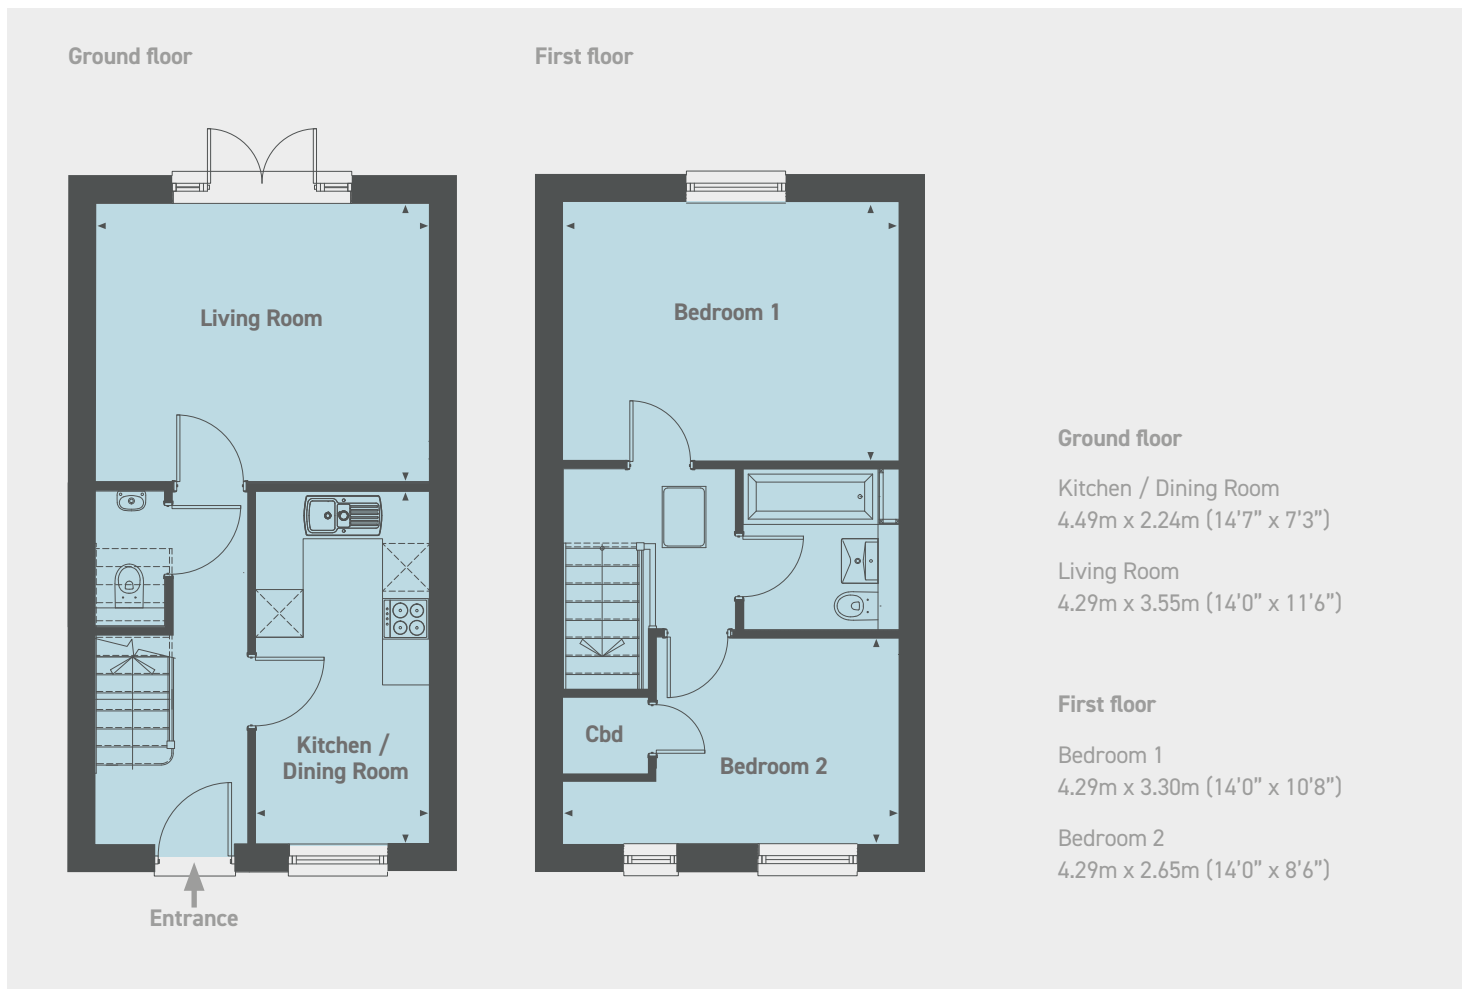 Ground floor
First floor
Living Room
Kitchen /
Dining Room
Entrance
Bedroom 1
Cbd
Bedroom 2
Ground floor
Kitchen / Dining Room
4.49m x 2.24m (14’7” x 7’3”)
Living Room
4.29m x 3.55m (14’0” x 11’6”)
First floor
Bedroom 1
4.29m x 3.30m (14’0” x 10’8”)
Bedroom 2
4.29m x 2.65m (14’0” x 8’6”)